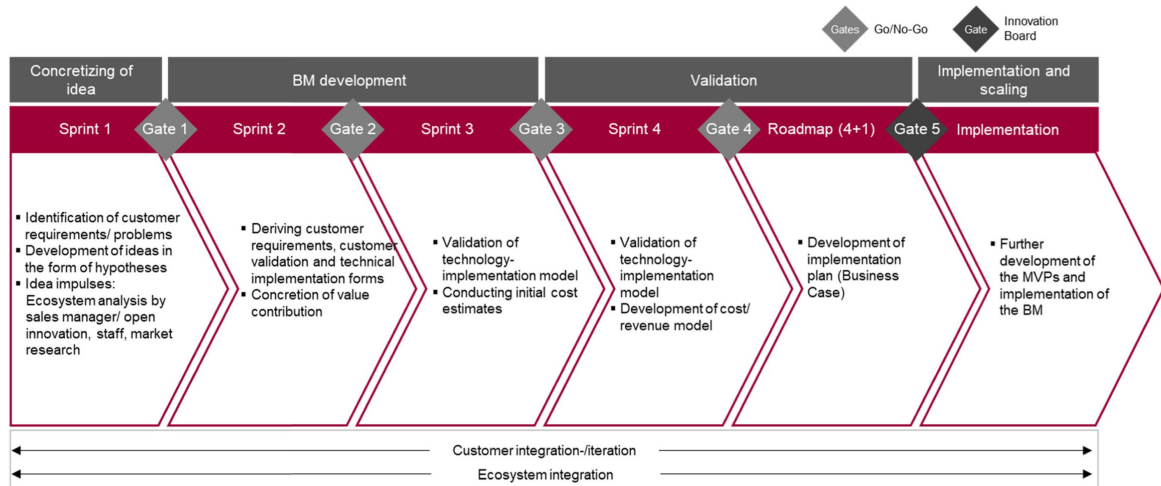 Gates
Go/No-Go
Gate
Innovation
Board
Concretizing of
idea
BM development
Validation
Implementation and
scaling
Sprint 1
Gate 1
Sprint 2
Gate 2
Sprint 3
Gate 3
Sprint 4
Gate 4
Roadmap (4+1)
Gate 5
Implementation
▪ Identification of customer
requirements/ problems
▪ Development of ideas in
the form of hypotheses
▪ Idea impulses:
Ecosystem analysis by
sales manager/ open
innovation, staff, market
research
▪ Deriving customer
requirements, customer
validation and technical
implementation forms
▪ Concretion of value
contribution
▪ Validation of
technology-
implementation model
▪ Conducting initial cost
estimates
▪ Validation of
technology-
implementation
model
▪ Development of cost/
revenue model
▪ Development of
implementation
plan (Business
Case)
▪ Further
development of
the MVPs and
implementation of
the BM
Customer integration-/iteration
Ecosystem integration